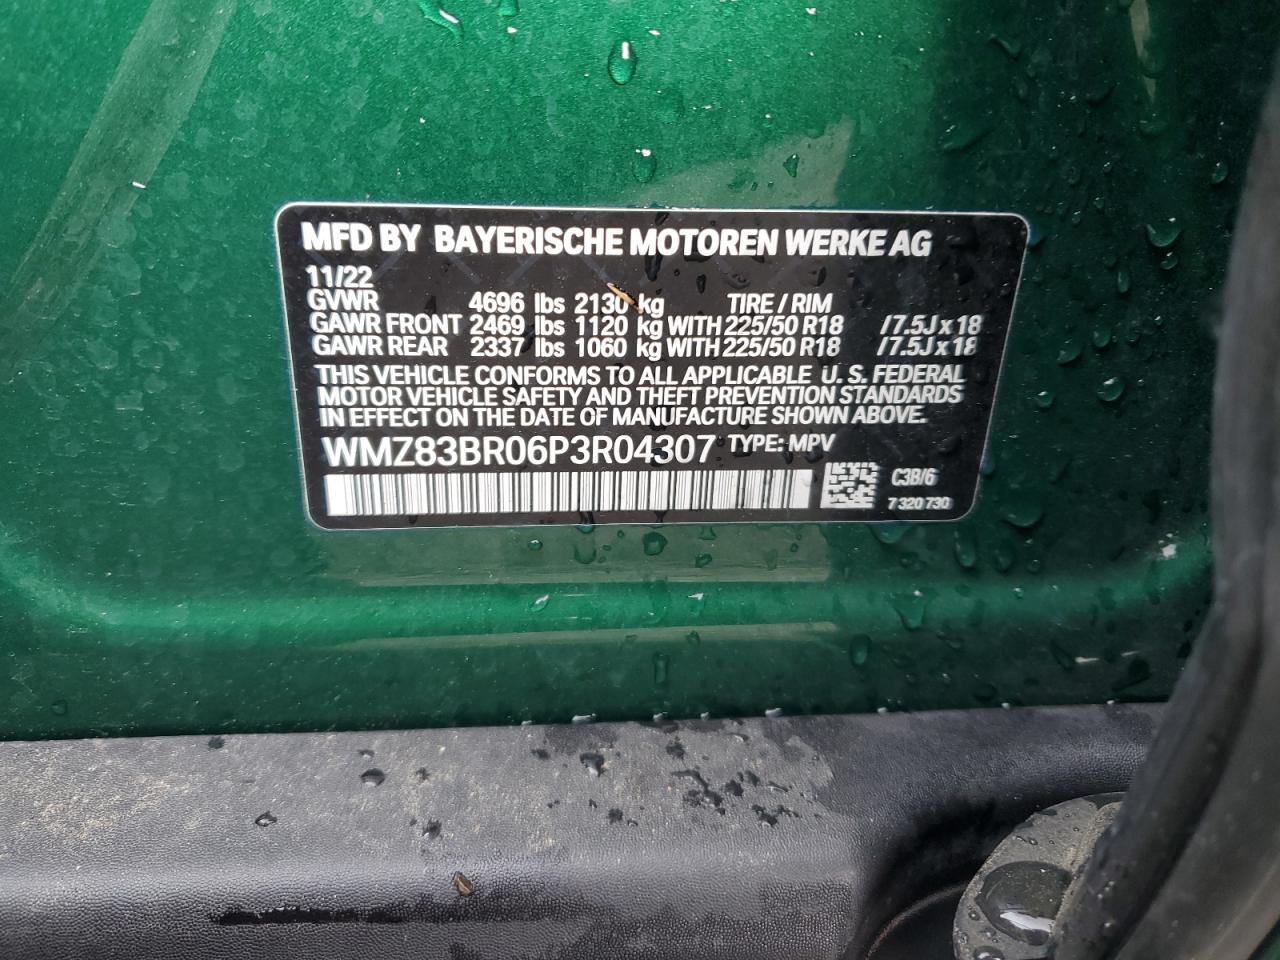 MFD BY BAYERISCHE MOTOREN WERKE AG
11/22
GVWR 4696 lbs 2130 kg TIRE / RIM
GAWR FRONT 2469 lbs 1120 kg WITH 225/50 R18 /7.5J x 18
GAWR REAR 2337 lbs 1060 kg WITH 225/50 R18 /7.5J x 18
THIS VEHICLE CONFORMS TO ALL APPLICABLE U. S. FEDERAL
MOTOR VEHICLE SAFETY AND THEFT PREVENTION STANDARDS
IN EFFECT ON THE DATE OF MANUFACTURE SHOWN ABOVE.
WMZ83BR06P3R04307 TYPE: MPV
C3B/6
7 320 730